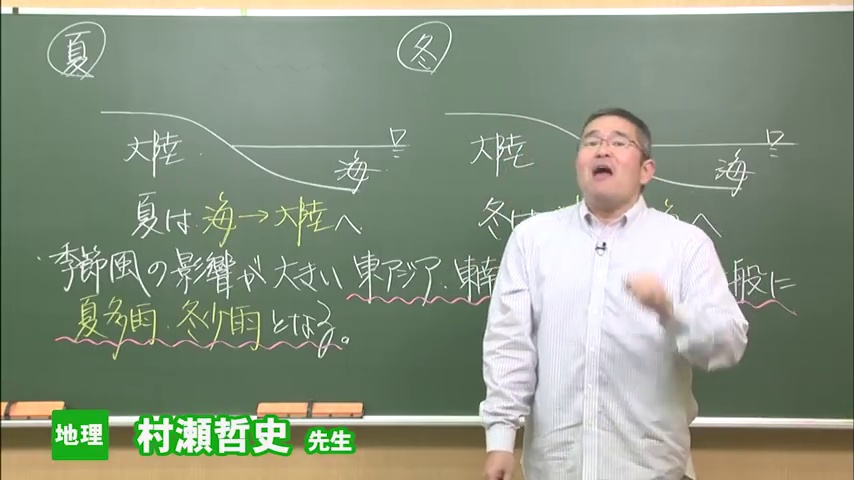 夏
冬
大陸
海
大陸
海
夏は 海→大陸へ
冬は へ
季節風の影響が大きい 東アジア・東南 般に
夏多雨・冬少雨となる。
地理 村瀬哲史 先生